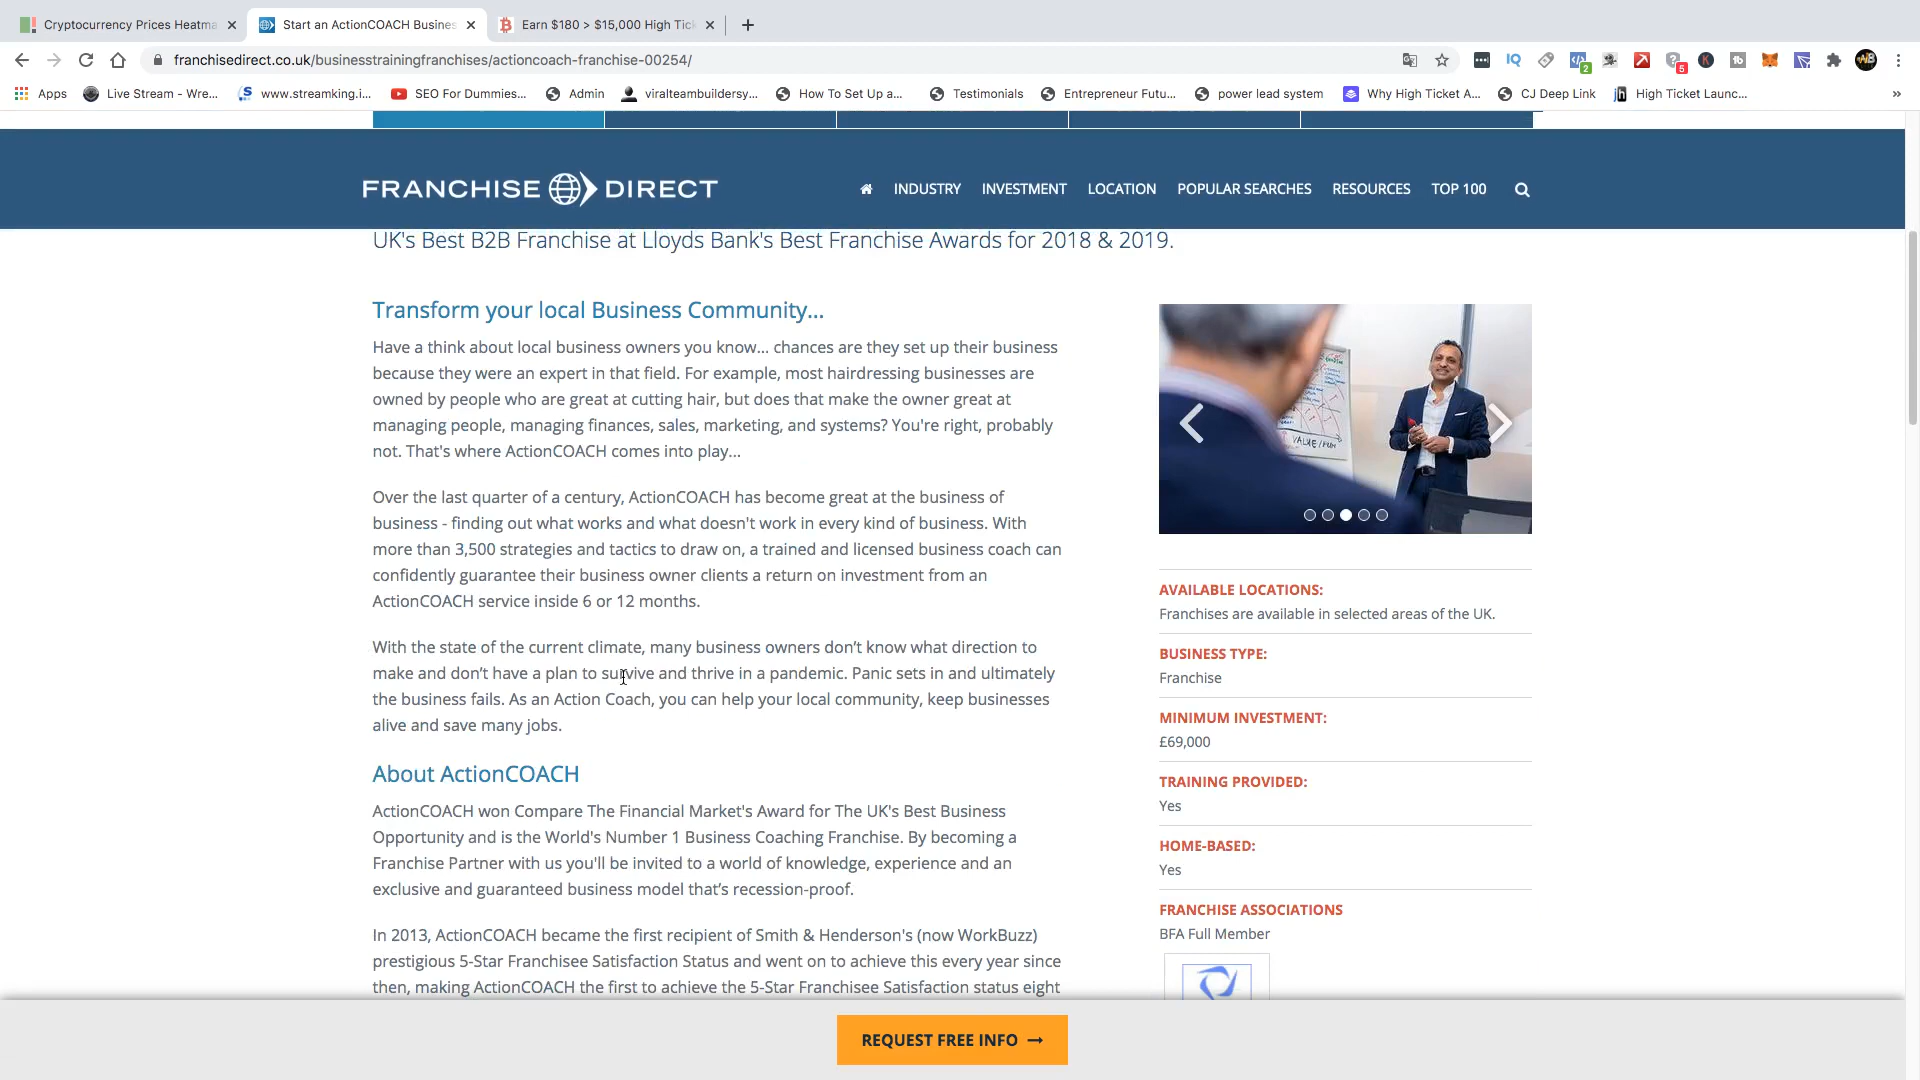 Cryptocurrency Prices Heatma
Start an ActionCOACH Busines
Earn $180 > $15,000 High Tick
franchisedirect.co.uk/businesstrainingfranchises/actioncoach-franchise-00254/
IQ
2
5
K
Apps
Live Stream - Wre...
www.streamking.i...
SEO For Dummies...
Admin
viralteambuildersy...
How To Set Up a...
Testimonials
Entrepreneur Futu...
power lead system
Why High Ticket A...
CJ Deep Link
High Ticket Launc...
»
FRANCHISE DIRECT
INDUSTRY
INVESTMENT
LOCATION
POPULAR SEARCHES
RESOURCES
TOP 100
UK's Best B2B Franchise at Lloyds Bank's Best Franchise Awards for 2018 & 2019.
Transform your local Business Community...
Have a think about local business owners you know... chances are they set up their business
because they were an expert in that field. For example, most hairdressing businesses are
owned by people who are great at cutting hair, but does that make the owner great at
managing people, managing finances, sales, marketing, and systems? You're right, probably
not. That's where ActionCOACH comes into play...
Over the last quarter of a century, ActionCOACH has become great at the business of
business - finding out what works and what doesn't work in every kind of business. With
more than 3,500 strategies and tactics to draw on, a trained and licensed business coach can
confidently guarantee their business owner clients a return on investment from an
ActionCOACH service inside 6 or 12 months.
With the state of the current climate, many business owners don’t know what direction to
make and don’t have a plan to survive and thrive in a pandemic. Panic sets in and ultimately
the business fails. As an Action Coach, you can help your local community, keep businesses
alive and save many jobs.
About ActionCOACH
ActionCOACH won Compare The Financial Market's Award for The UK's Best Business
Opportunity and is the World's Number 1 Business Coaching Franchise. By becoming a
Franchise Partner with us you'll be invited to a world of knowledge, experience and an
exclusive and guaranteed business model that’s recession-proof.
In 2013, ActionCOACH became the first recipient of Smith & Henderson's (now WorkBuzz)
prestigious 5-Star Franchisee Satisfaction Status and went on to achieve this every year since
then, making ActionCOACH the first to achieve the 5-Star Franchisee Satisfaction status eight
AVAILABLE LOCATIONS:
Franchises are available in selected areas of the UK.
BUSINESS TYPE:
Franchise
MINIMUM INVESTMENT:
£69,000
TRAINING PROVIDED:
Yes
HOME-BASED:
Yes
FRANCHISE ASSOCIATIONS
BFA Full Member
REQUEST FREE INFO →